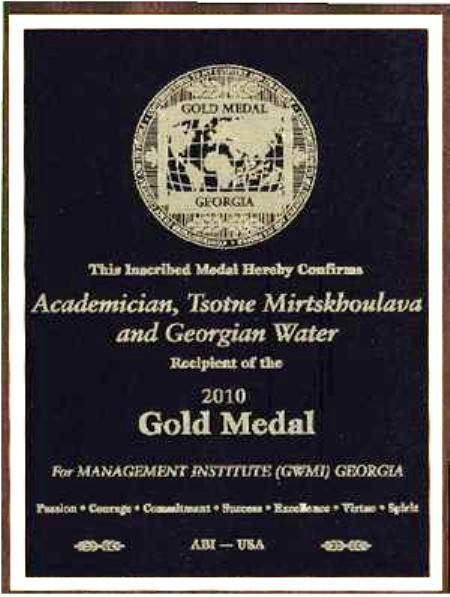 GOLD MEDAL
GEORGIA
This Inscribed Medal Hereby Confirms
Academician, Tsotne Mirtskhoulava
and Georgian Water
Recipient of the
2010
Gold Medal
For MANAGEMENT INSTITUTE (GWMI) GEORGIA
Passion • Courage • Commitment • Success • Excellence • Virtue • Spirit
ABI — USA